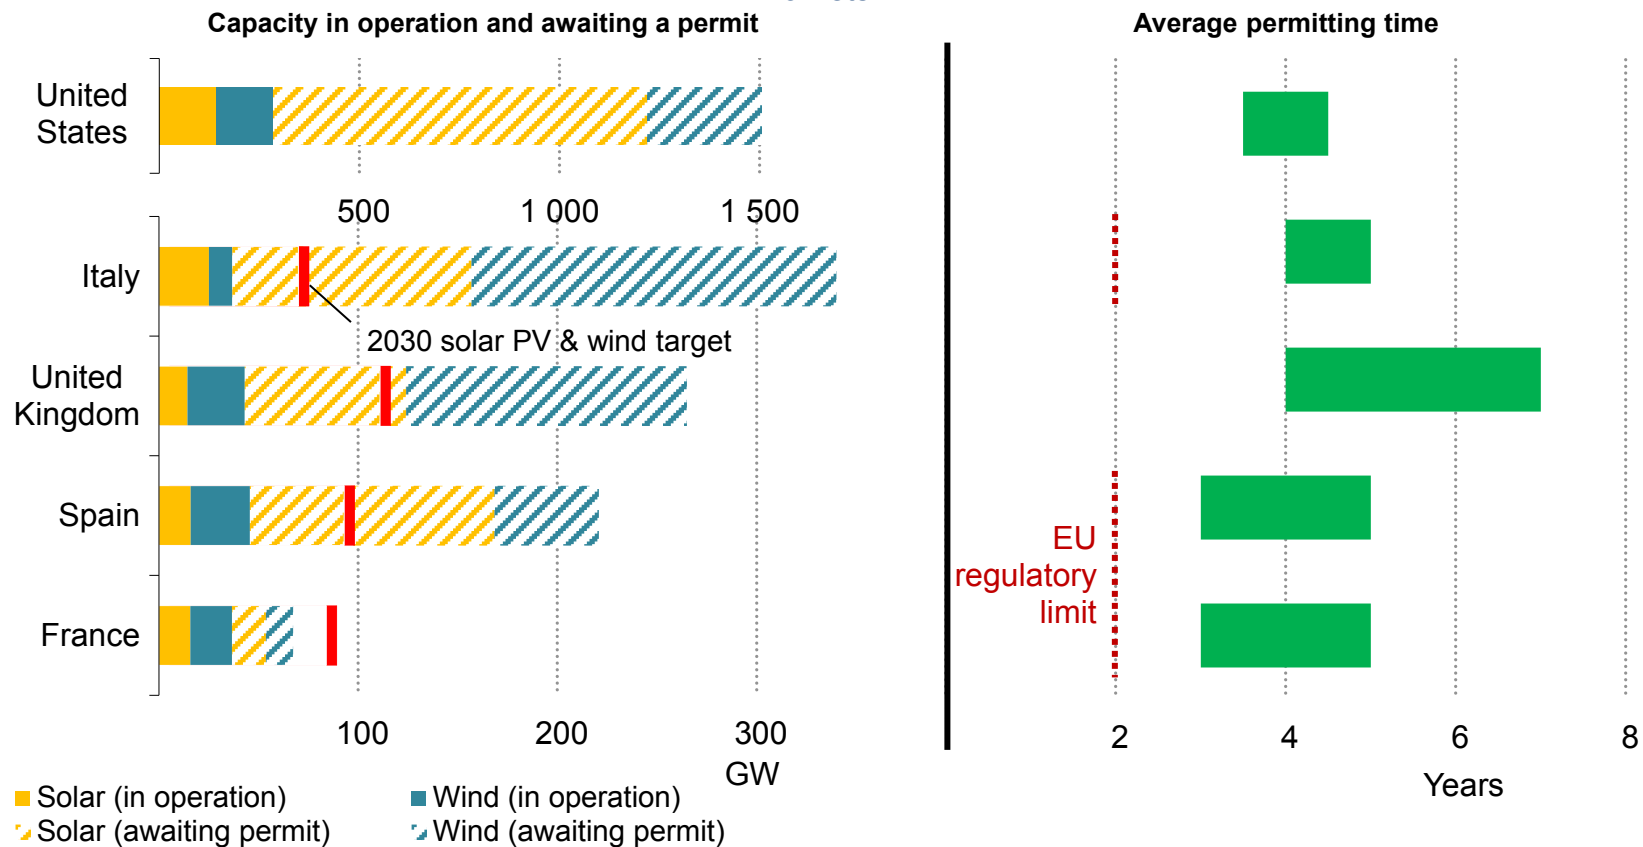 Capacity in operation and awaiting a permit
Average permitting time
United
States
500
1 000
1 500
Italy
2030 solar PV & wind target
United
Kingdom
Spain
EU
regulatory
limit
France
100
200
300
GW
2
4
6
8
Years
Solar (in operation)
Wind (in operation)
Solar (awaiting permit)
Wind (awaiting permit)